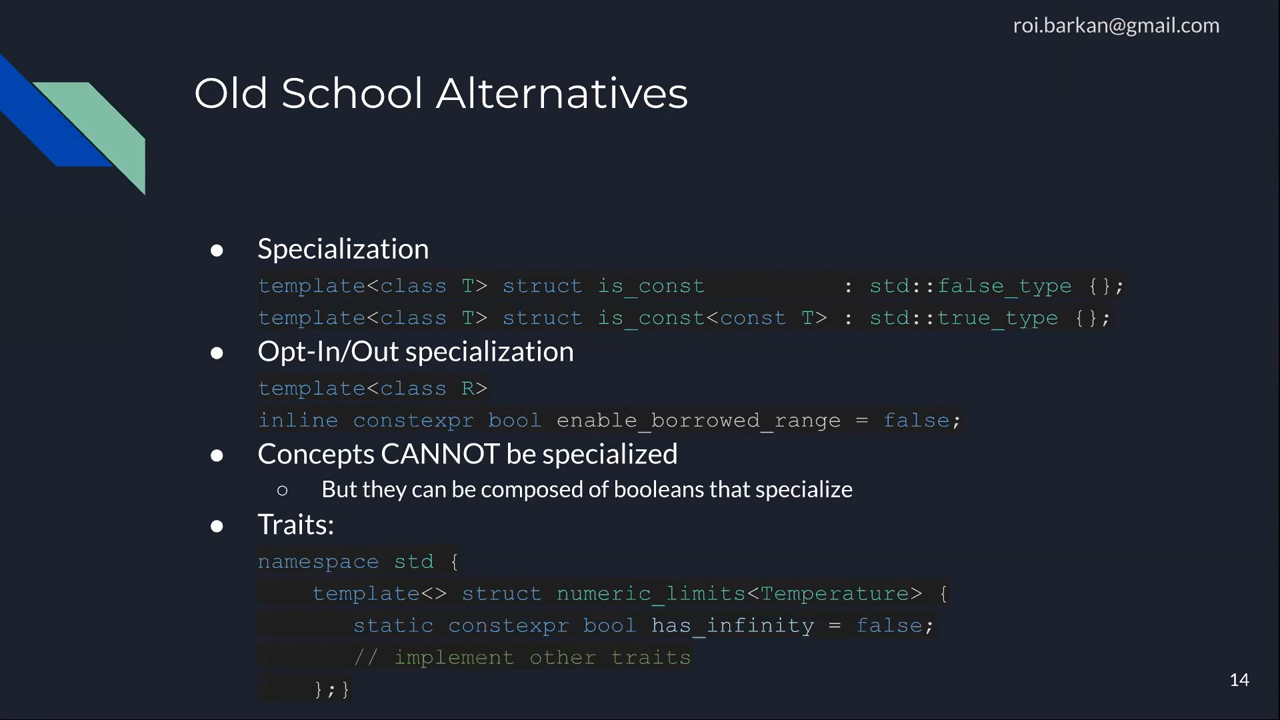 roi.barkan@gmail.com
Old School Alternatives
● Specialization
template<class T> struct is_const          : std::false_type {};
template<class T> struct is_const<const T> : std::true_type {};
● Opt-In/Out specialization
template<class R>
inline constexpr bool enable_borrowed_range = false;
● Concepts CANNOT be specialized
○ But they can be composed of booleans that specialize
● Traits:
namespace std {
    template<> struct numeric_limits<Temperature> {
       static constexpr bool has_infinity = false;
       // implement other traits
    };}
14